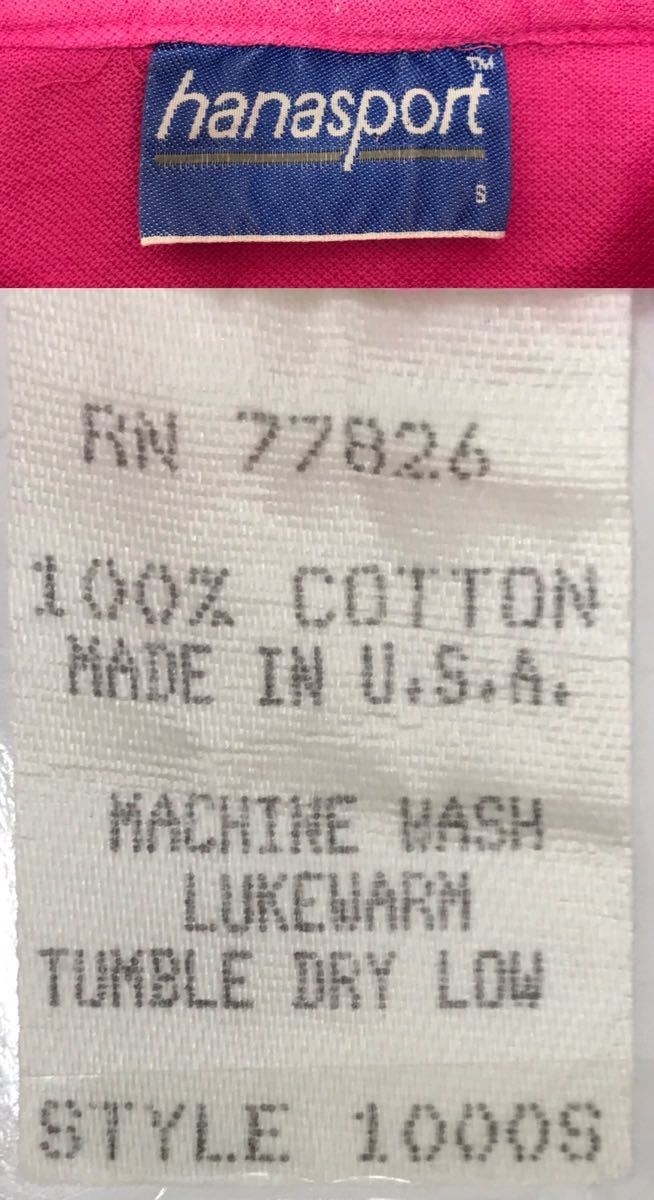 hanasport™
S
RN 77826
100% COTTON
MADE IN U.S.A.
MACHINE WASH
LUKEWARM
TUMBLE DRY LOW
STYLE 1000S